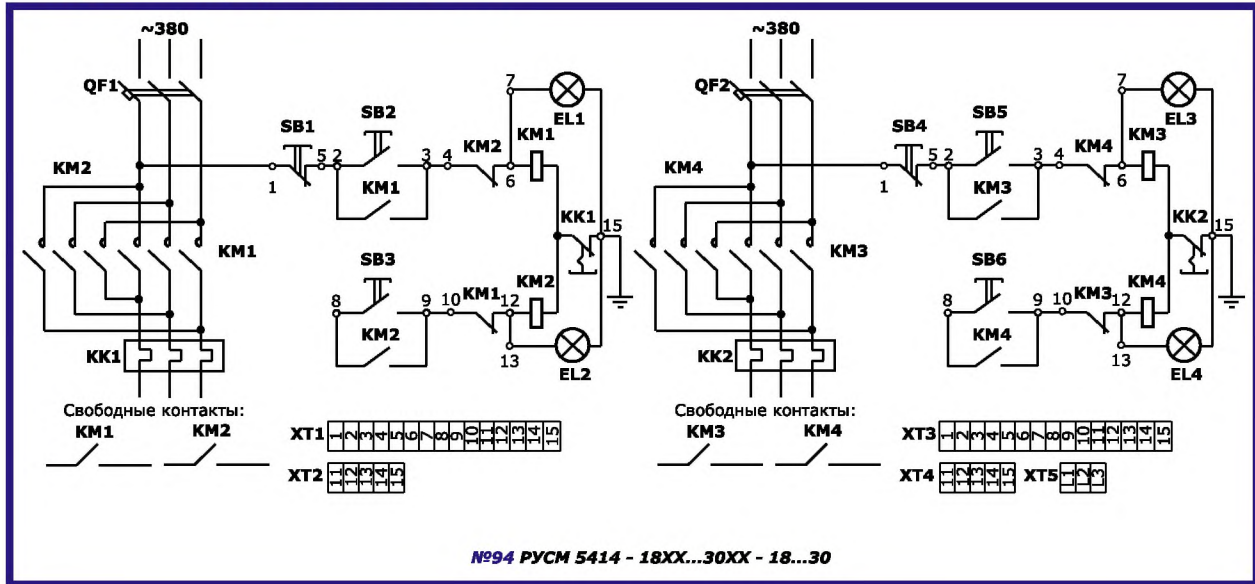 ~380
~380
QF1
QF2
7
EL1
7
EL3
SB1
SB2
KM2
KM1
SB4
SB5
KM4
KM3
1
5
2
3
4
6
1
5
2
3
4
6
KM2
KM1
KM4
KM3
KK1
15
KK2
15
KM1
KM3
SB3
KM1
KM2
SB6
KM3
KM4
8
9
10
12
8
9
10
12
KM2
KM4
KK1
13
EL2
KK2
13
EL4
Свободные контакты:
Свободные контакты:
KM1
KM2
XT1 1 2 3 4 5 6 7 8 9 10 11 12 13 14 15
KM3
KM4
XT3 1 2 3 4 5 6 7 8 9 10 11 12 13 14 15
XT2 11 12 13 14 15
XT4 11 12 13 14 15
XT5 L1 L2 L3
№94 РУСМ 5414 - 18XX...30XX - 18...30